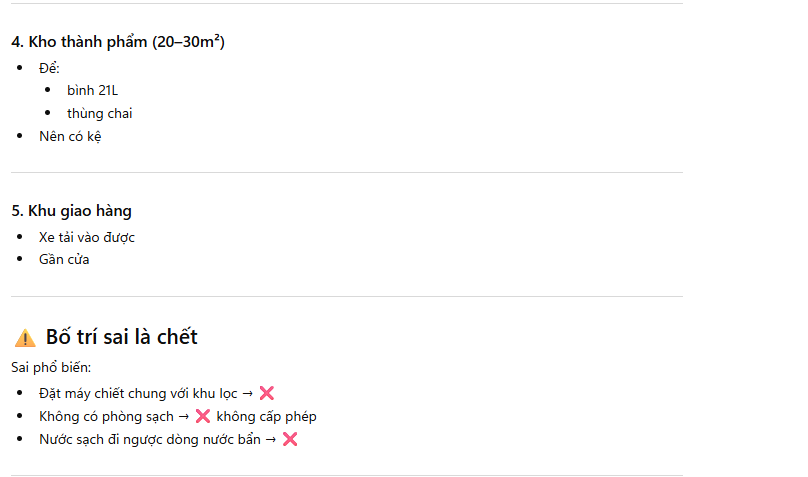 4. Kho thành phẩm (20–30m²)
Để:
bình 21L
thùng chai
Nên có kệ
5. Khu giao hàng
Xe tải vào được
Gần cửa
⚠️ Bố trí sai là chết
Sai phổ biến:
Đặt máy chiết chung với khu lọc → ❌
Không có phòng sạch → ❌ không cấp phép
Nước sạch đi ngược dòng nước bẩn → ❌